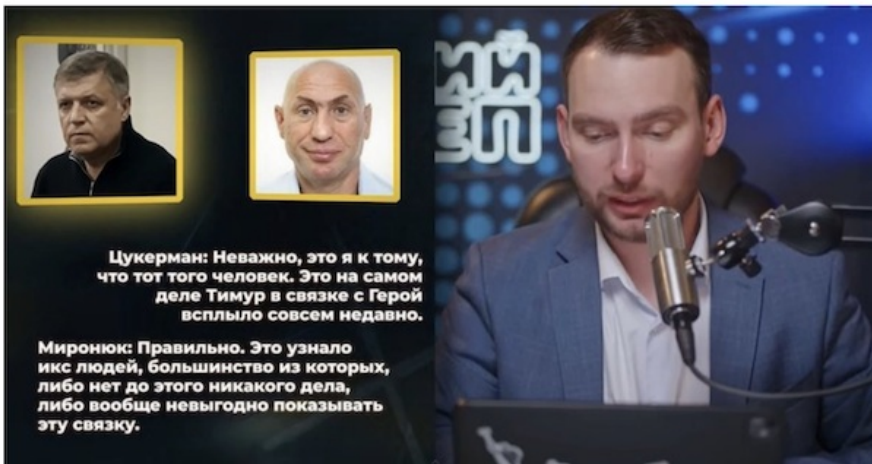 Цукерман: Неважно, это я к тому,
что тот того человек. Это на самом
деле Тимур в связке с Герой
всплыло совсем недавно.
Миронюк: Правильно. Это узнало
икс людей, большинство из которых,
либо нет до этого никакого дела,
либо вообще невыгодно показывать
эту связку.
ИЙ
ЕП